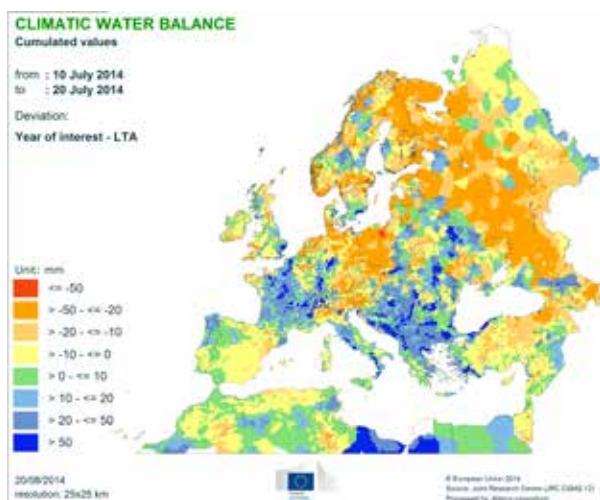 CLIMATIC WATER BALANCE
Cumulated values
from : 10 July 2014
to : 20 July 2014
Deviation:
Year of interest - LTA
Unit: mm
<= -50
> -50 - <= -20
> -20 - <= -10
> -10 - <= 0
> 0 - <= 10
> 10 - <= 20
> 20 - <= 50
> 50
20/08/2014
resolution: 25x25 km
© European Union 2014
Source: Joint Research Centre